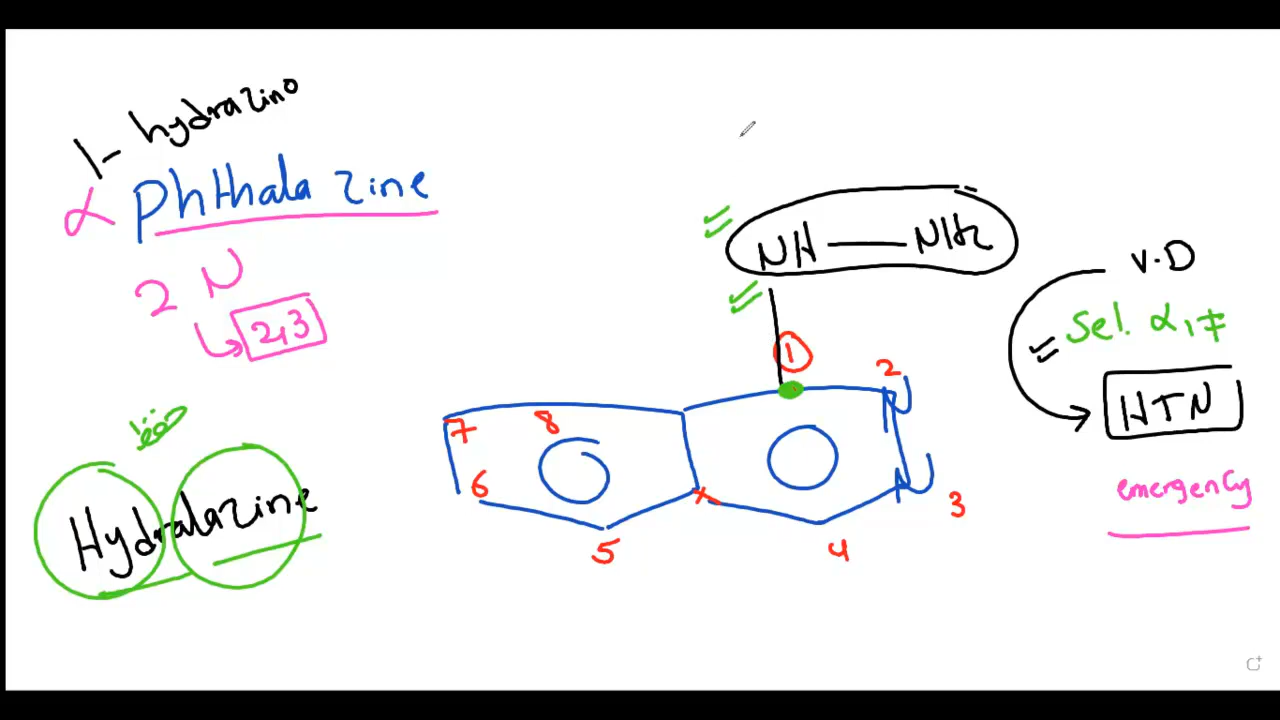 1- hydrazino
α Phthalazine
2 N
2,3
Hydralazine
NH—NH2
1
2
3
4
5
6
7
8
N
N
V.D
Sel. α1
HTN
emergency